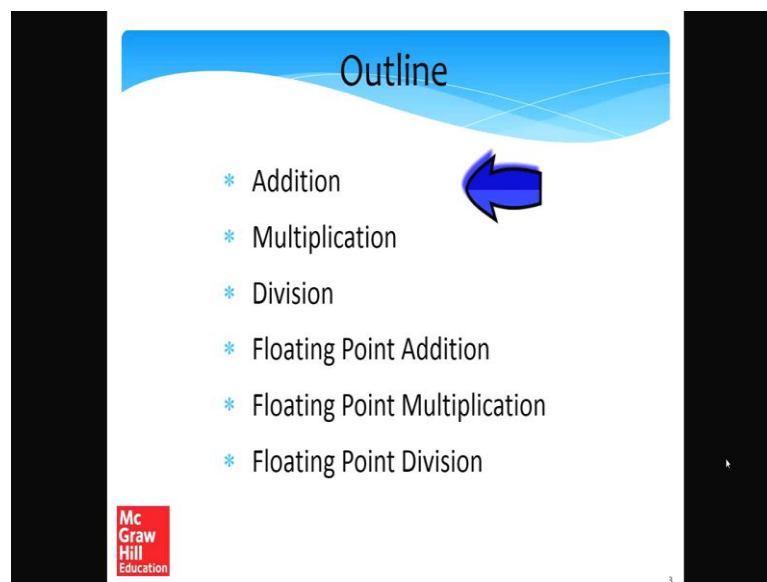 Outline
* Addition
* Multiplication
* Division
* Floating Point Addition
* Floating Point Multiplication
* Floating Point Division
Mc
Graw
Hill
Education
3